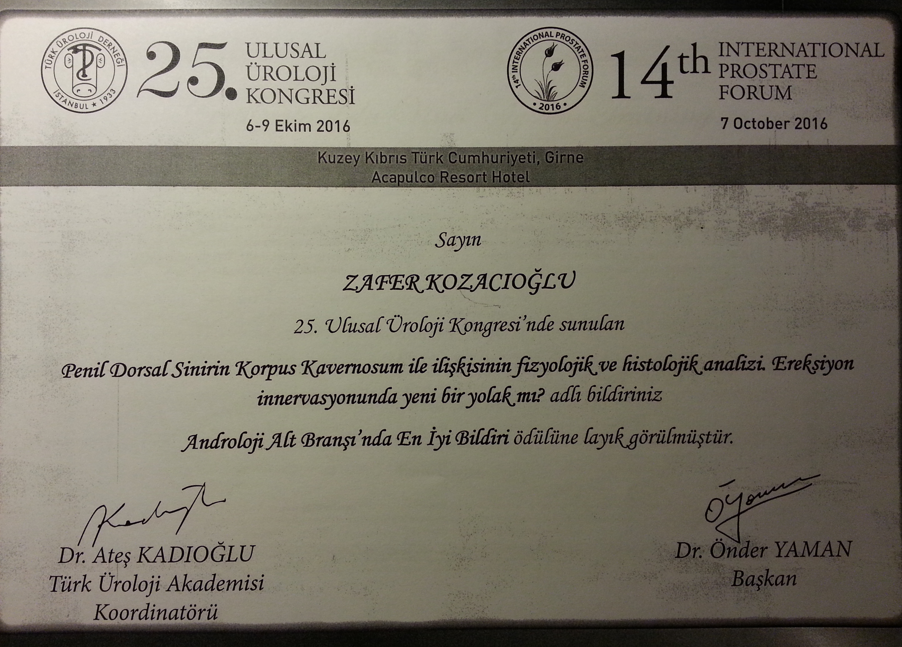 TÜRK ÜROLOJİ DERNEĞİ
İSTANBUL ★ 1933
25. ULUSAL
ÜROLOJİ
KONGRESİ
6-9 Ekim 2016
14th INTERNATIONAL PROSTATE FORUM
• 2016 •
14th INTERNATIONAL
PROSTATE
FORUM
7 October 2016
Kuzey Kıbrıs Türk Cumhuriyeti, Girne
Acapulco Resort Hotel
Sayın
ZAFER KOZACIOĞLU
25. Ulusal Üroloji Kongresi'nde sunulan
Penil Dorsal Sinirin Korpus Kavernosum ile ilişkisinin fizyolojik ve histolojik analizi. Ereksiyon
innervasyonunda yeni bir yolak mı? adlı bildiriniz
Androloji Alt Branşı'nda En İyi Bildiri ödülüne layık görülmüştür.
Dr. Ateş KADIOĞLU
Türk Üroloji Akademisi
Koordinatörü
Dr. Önder YAMAN
Başkan